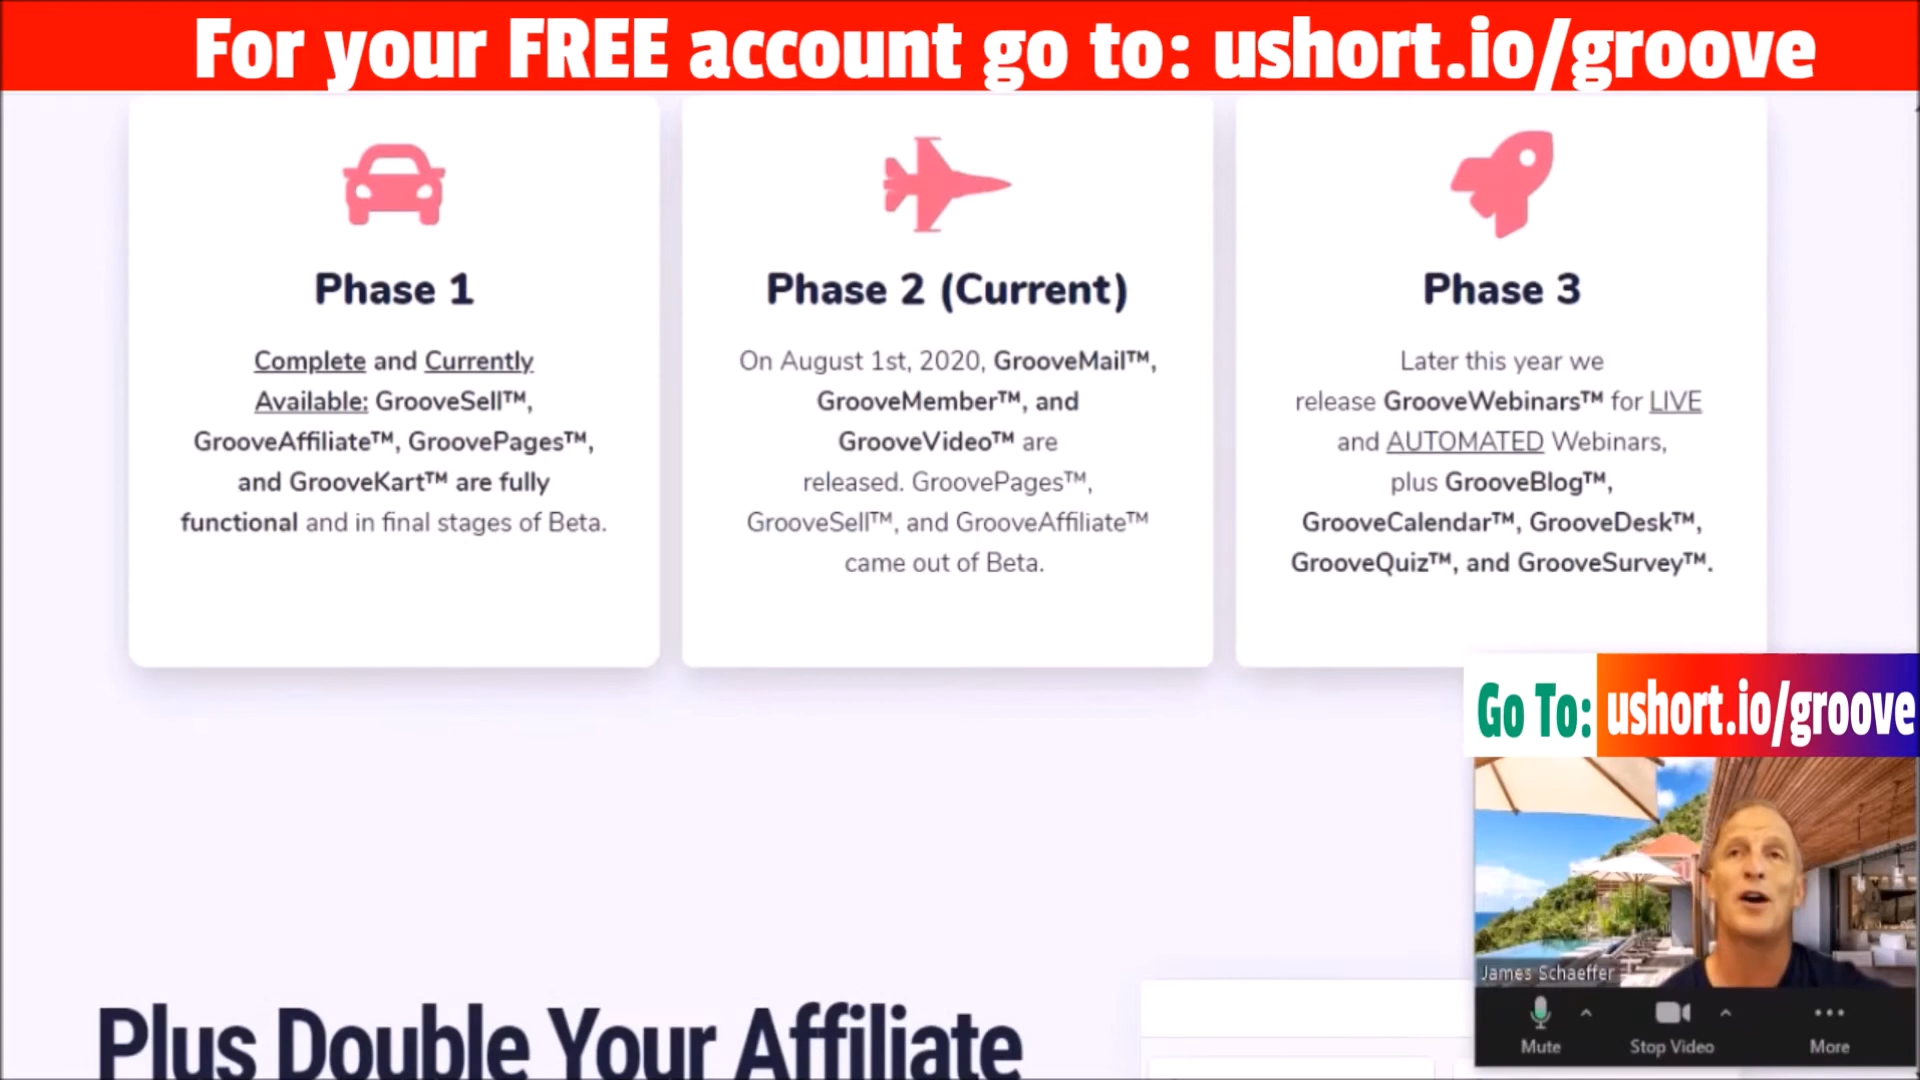 For your FREE account go to: ushort.io/groove
Phase 1
Complete and Currently
Available: GrooveSell™,
GrooveAffiliate™, GroovePages™,
and GrooveKart™ are fully
functional and in final stages of Beta.
Phase 2 (Current)
On August 1st, 2020, GrooveMail™,
GrooveMember™, and
GrooveVideo™ are
released. GroovePages™,
GrooveSell™, and GrooveAffiliate™
came out of Beta.
Phase 3
Later this year we
release GrooveWebinars™ for LIVE
and AUTOMATED Webinars,
plus GrooveBlog™,
GrooveCalendar™, GrooveDesk™,
GrooveQuiz™, and GrooveSurvey™.
Go To: ushort.io/groove
James Schaeffer
Mute
Stop Video
More
Plus Double Your Affiliate